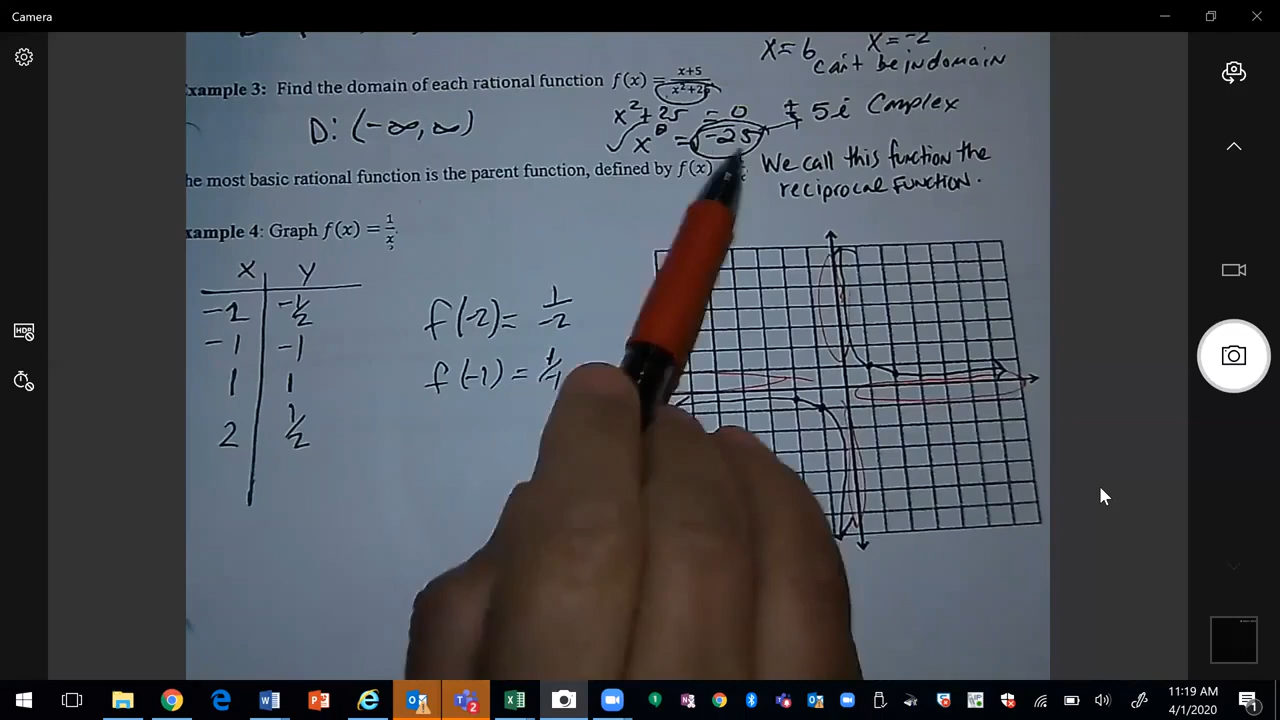 Camera
x=6 x=-2
can't be in domain
Example 3: Find the domain of each rational function f(x) = x+5/x²+25
D: (-∞, ∞)
x²+25 = 0 ± 5i Complex
√x² = √-25
he most basic rational function is the parent function, defined by f(x) We call this function the
reciprocal FUNCTION.
xample 4: Graph f(x) = 1/x.
X Y
-2 -1/2
-1 -1
1 1
2 1/2
f(-2) = 1/-2
f(-1) = 1/-1
HDR
11:19 AM
4/1/2020